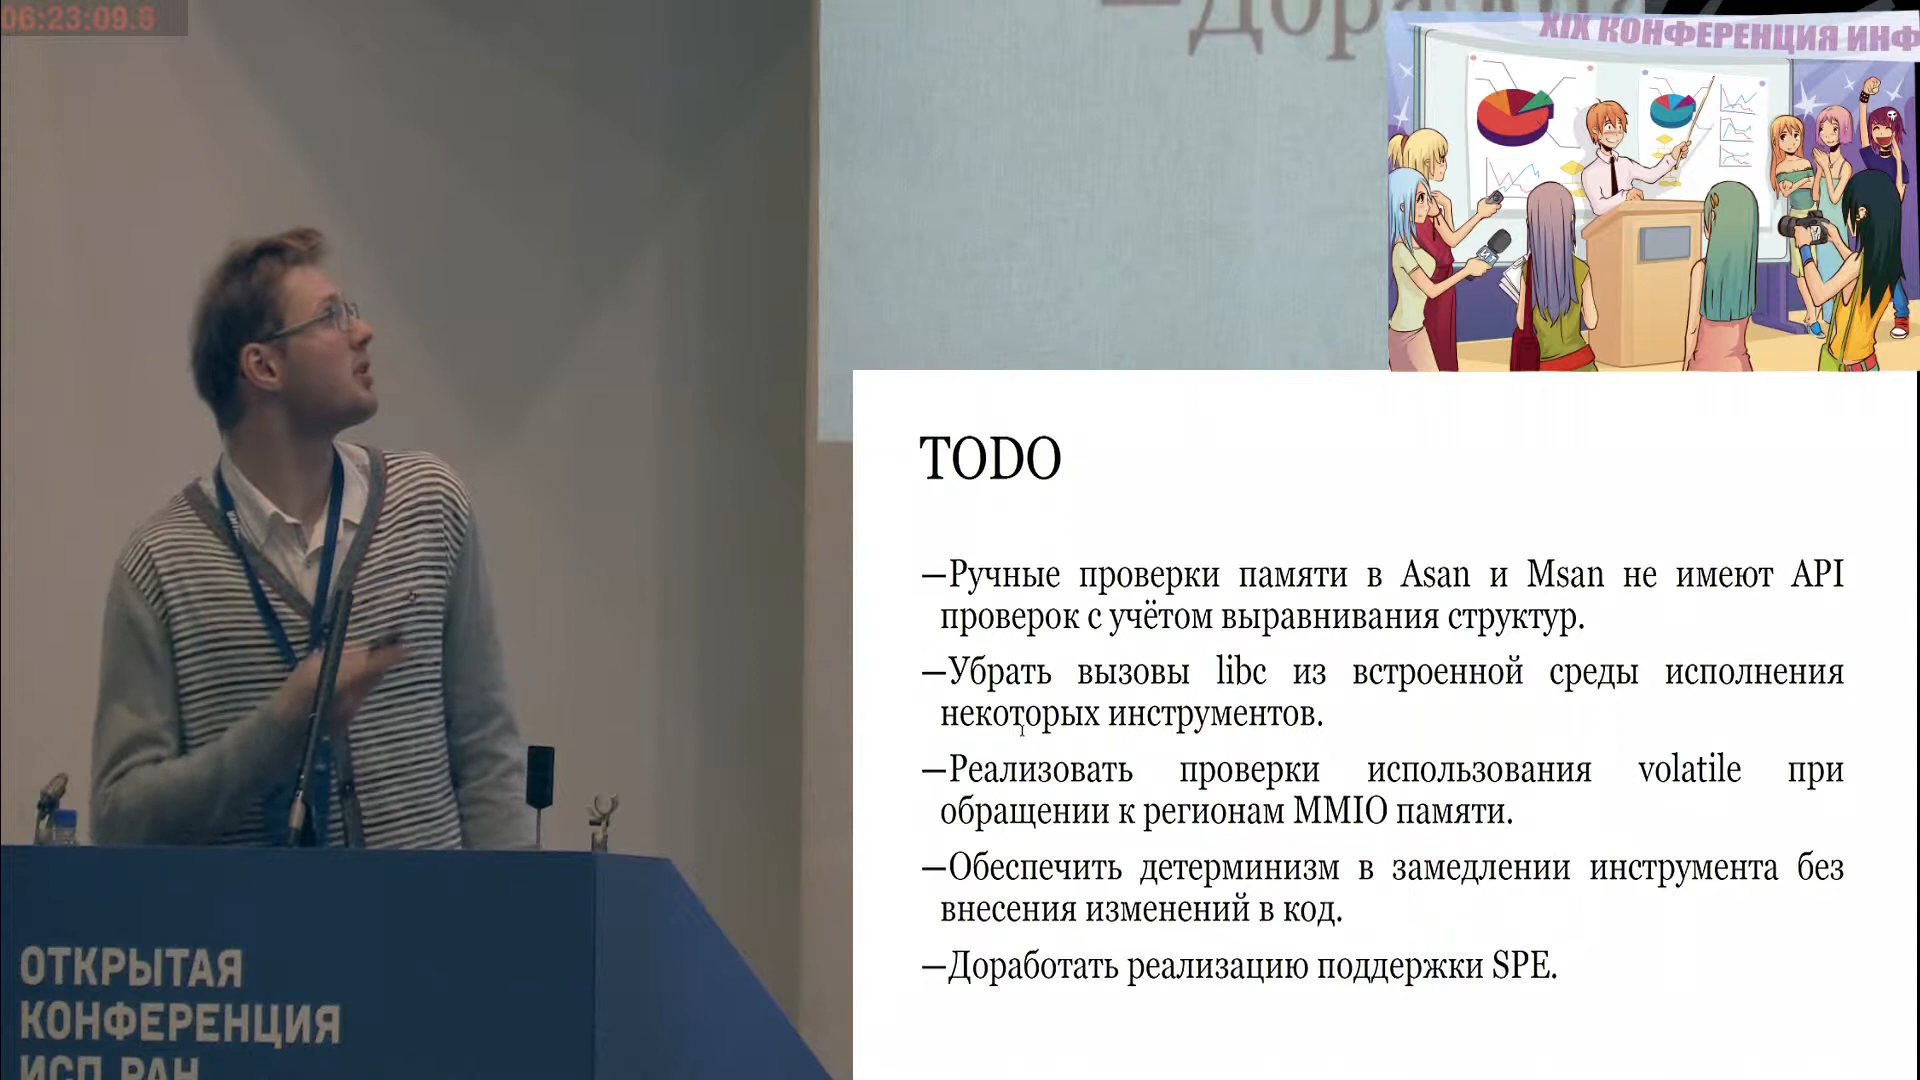 06:23:09.6
XIX КОНФЕРЕНЦИЯ ИНФ
TODO
—Ручные проверки памяти в Asan и Msan не имеют API
проверок с учётом выравнивания структур.
—Убрать вызовы libc из встроенной среды исполнения
некоторых инструментов.
—Реализовать проверки использования volatile при
обращении к регионам MMIO памяти.
—Обеспечить детерминизм в замедлении инструмента без
внесения изменений в код.
—Доработать реализацию поддержки SPE.
ОТКРЫТАЯ
КОНФЕРЕНЦИЯ
ИСП РАН